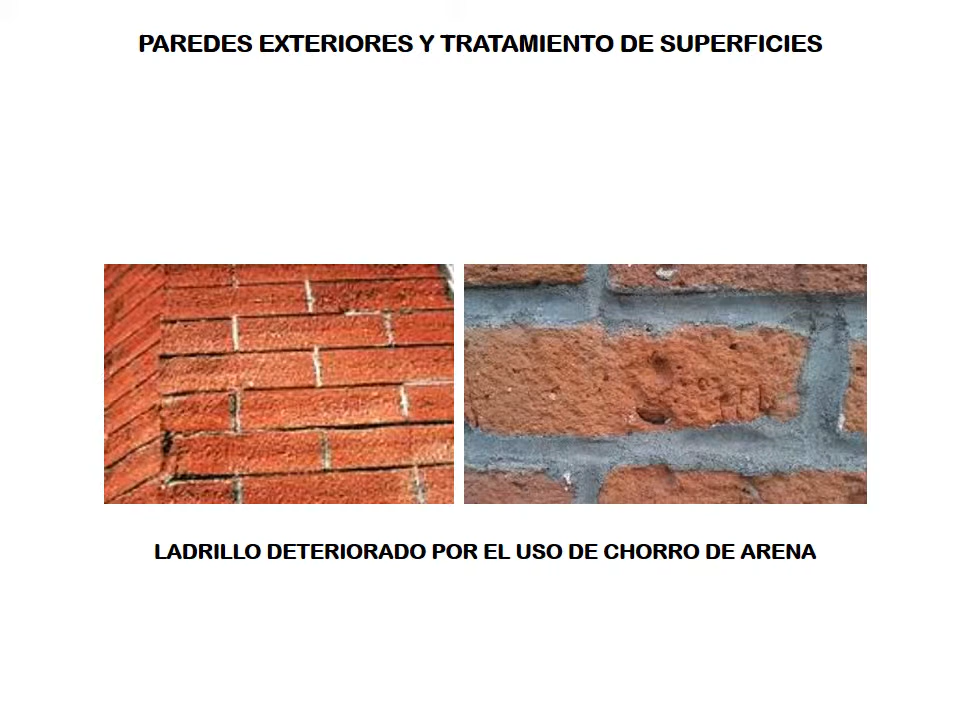 PAREDES EXTERIORES Y TRATAMIENTO DE SUPERFICIES
LADRILLO DETERIORADO POR EL USO DE CHORRO DE ARENA